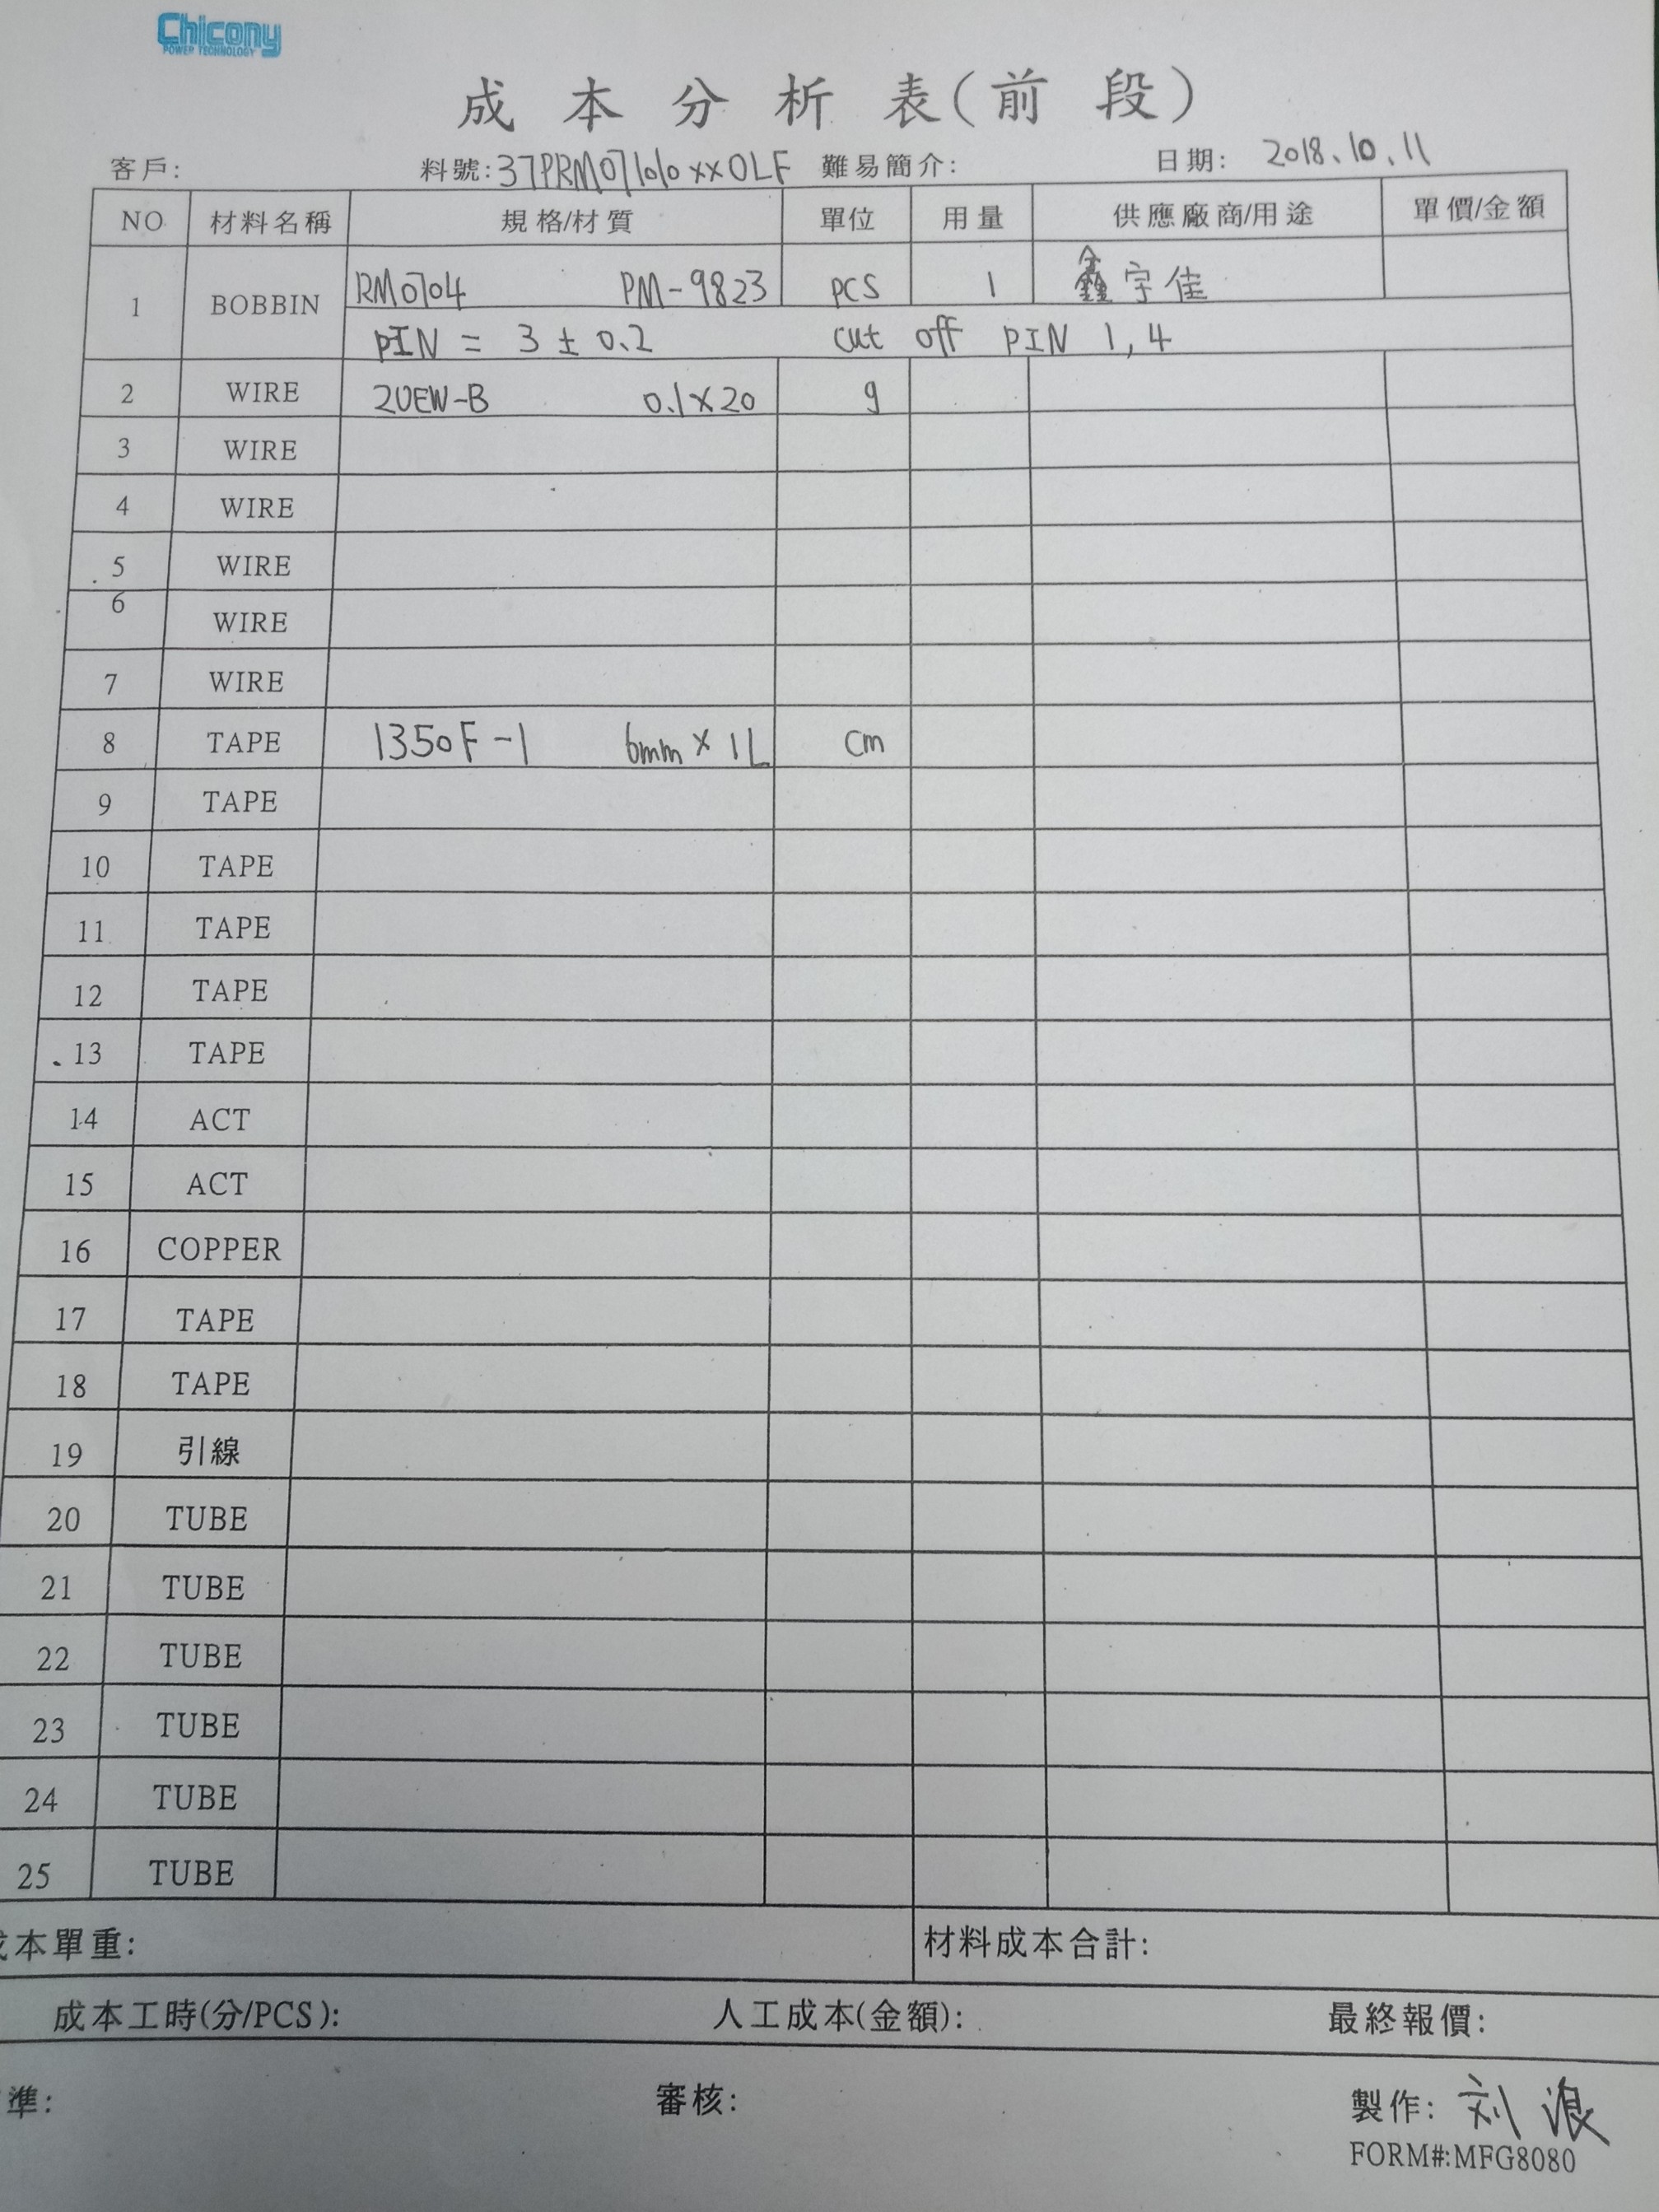 Chicony
POWER TECHNOLOGY
成本分析表(前段)
客戶: 料號:37PRM071010xx0LF 難易簡介: 日期: 2018.10.11
NO 材料名稱 規格/材質 單位 用量 供應廠商/用途 單價/金額
1 BOBBIN RM0704 PM-9823 PCS 1 鑫宇佳
PIN = 3 ± 0.2 cut off PIN 1,4
2 WIRE 2UEW-B 0.1×20 g
3 WIRE
4 WIRE
5 WIRE
6 WIRE
7 WIRE
8 TAPE 1350F-1 6mm × 1L cm
9 TAPE
10 TAPE
11 TAPE
12 TAPE
13 TAPE
14 ACT
15 ACT
16 COPPER
17 TAPE
18 TAPE
19 引線
20 TUBE
21 TUBE
22 TUBE
23 TUBE
24 TUBE
25 TUBE
本單重: 材料成本合計:
成本工時(分/PCS): 人工成本(金額): 最終報價:
準: 審核: 製作: 刘浪
FORM#:MFG8080